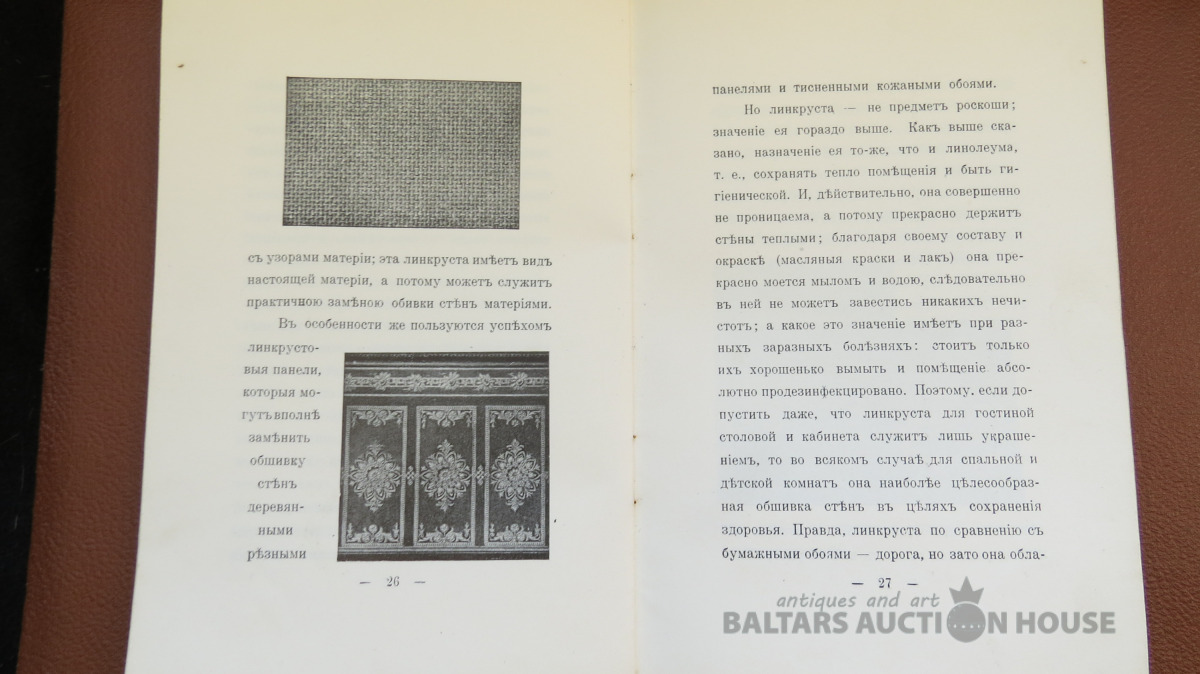 съ узорами матеріи; эта линкруста имѣетъ видъ
настоящей матеріи, а потому можетъ служить
практичною замѣною обивки стѣнъ матеріями.
Въ особенности же пользуются успѣхомъ
линкрусто-
выя панели,
которыя мо-
гутъ вполнѣ
замѣнить
обшивку
стѣнъ
деревян-
ными
рѣзными
— 26 —
панелями и тисненными кожаными обоями.
Но линкруста — не предметъ роскоши;
значеніе ея гораздо выше. Какъ выше ска-
зано, назначеніе ея то-же, что и линолеума,
т. е., сохранять тепло помѣщенія и быть ги-
гіенической. И, дѣйствительно, она совершенно
не проницаема, а потому прекрасно держитъ
стѣны теплыми; благодаря своему составу и
окраскѣ (масляныя краски и лакъ) она пре-
красно моется мыломъ и водою, слѣдовательно
въ ней не можетъ завестись никакихъ нечи-
стотъ; а какое это значеніе имѣетъ при раз-
ныхъ заразныхъ болѣзняхъ: стоитъ только
ихъ хорошенько вымыть и помѣщеніе абсо-
лютно продезинфекцировано. Поэтому, если до-
пустить даже, что линкруста для гостиной
столовой и кабинета служитъ лишь украше-
ніемъ, то во всякомъ случаѣ для спальной и
дѣтской комнатъ она наиболѣе цѣлесообраз-
ная обшивка стѣнъ въ цѣляхъ сохраненія
здоровья. Правда, линкруста по сравненію съ
бумажными обоями — дорога, но зато она обла-
— 27 —
antiques and art
BALTARS AUCTION HOUSE